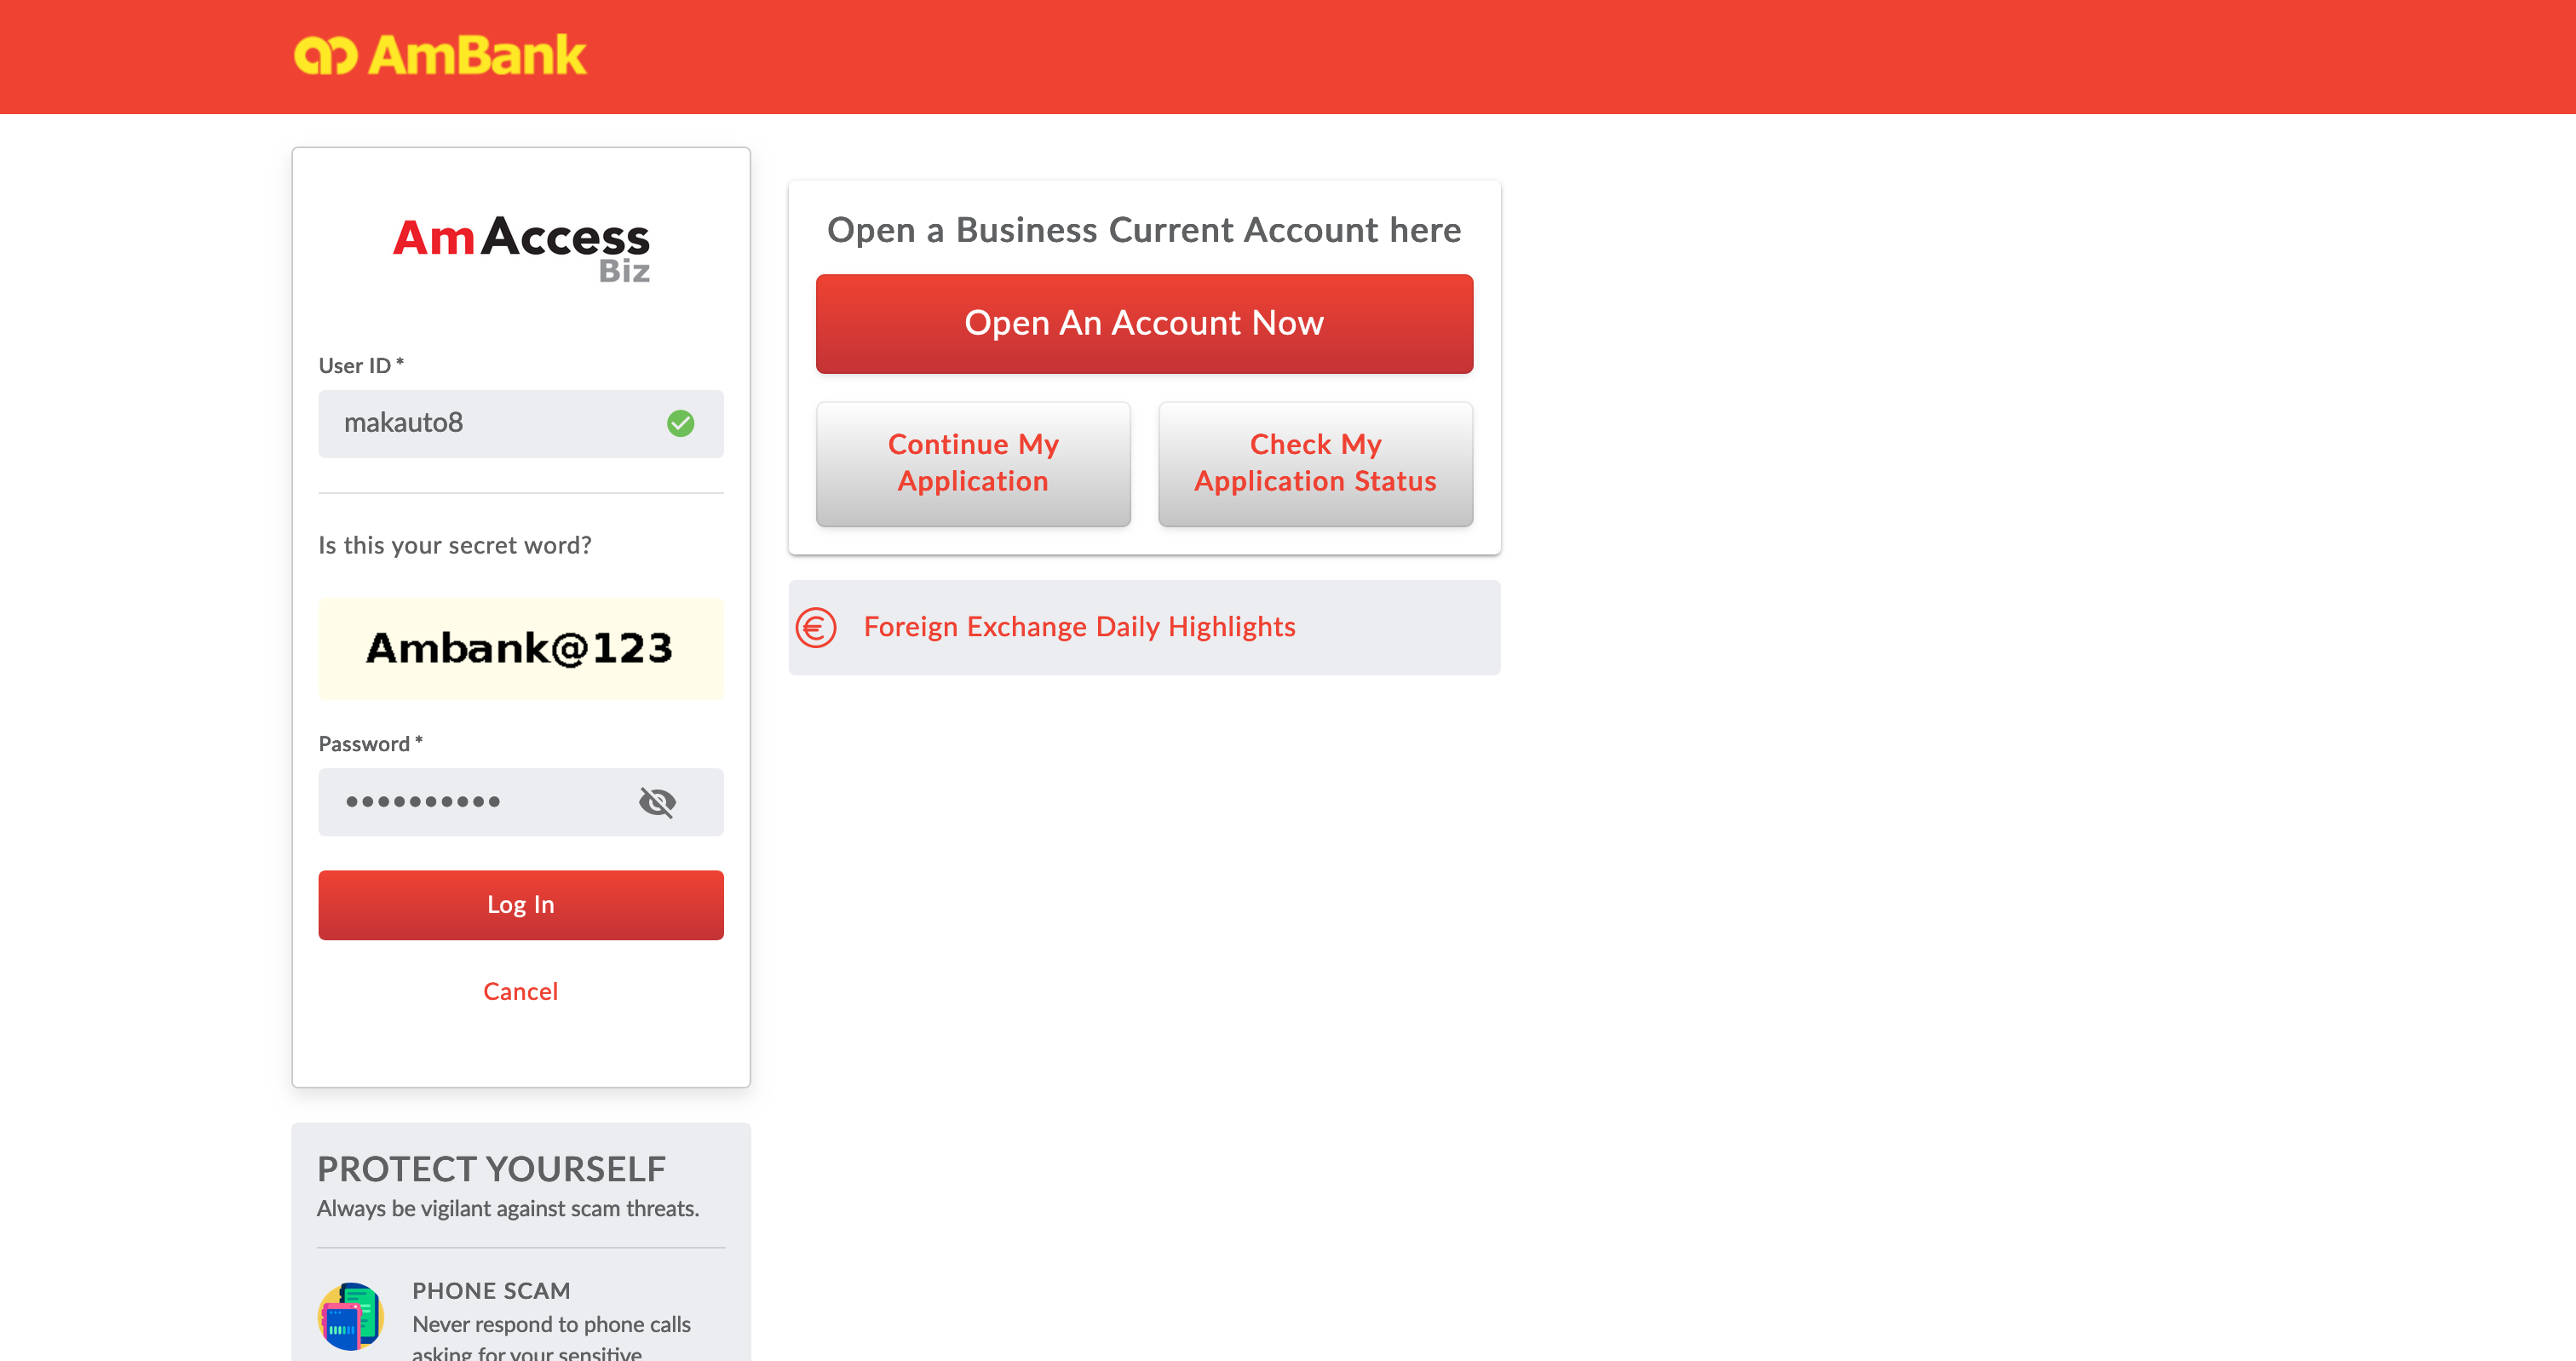 AmBank
AmAccess
Biz
User ID *
makauto8
Is this your secret word?
Ambank@123
Password *
••••••••••
Log In
Cancel
Open a Business Current Account here
Open An Account Now
Continue My
Application
Check My
Application Status
Foreign Exchange Daily Highlights
PROTECT YOURSELF
Always be vigilant against scam threats.
PHONE SCAM
Never respond to phone calls
asking for your sensitive